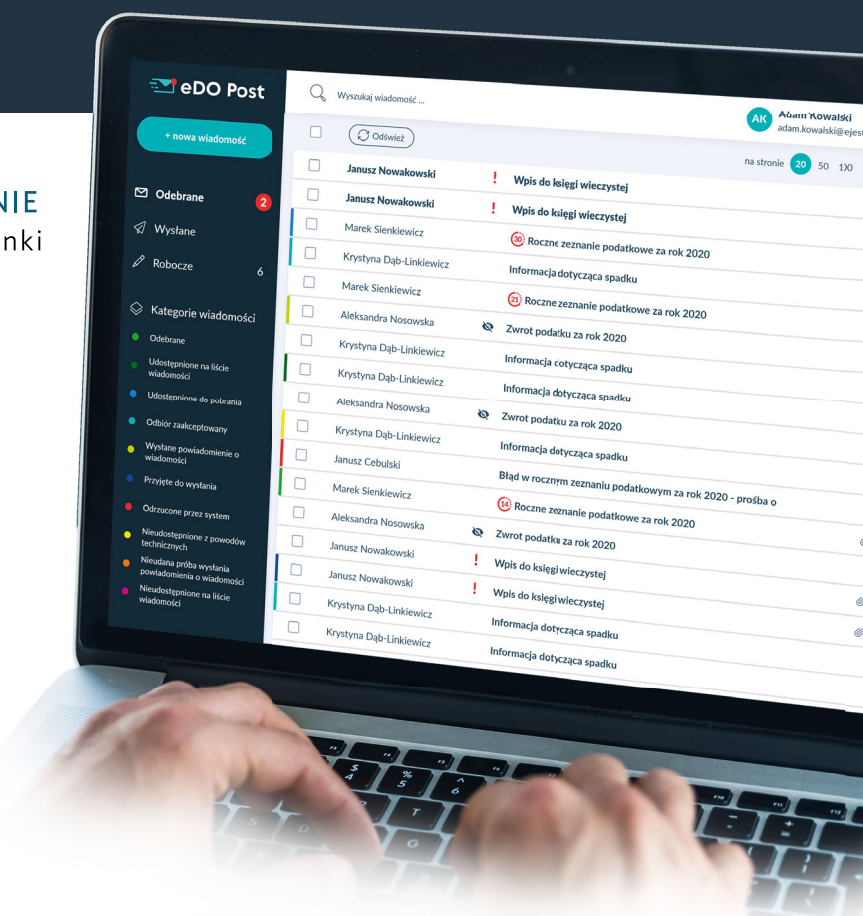 eDO Post
Wyszukaj wiadomość ...
AK
Adam Kowalski
adam.kowalski@ejest
+ nowa wiadomość
Odśwież
na stronie 20 50 100
NIE
nki
Odebrane 2
Wysłane
Robocze 6
Kategorie wiadomości
Odebrane
Udostępnione na liście
wiadomości
Udostępnione do pobrania
Odbiór zaakceptowany
Wysłane powiadomienie o
wiadomości
Przyjęte do wysłania
Odrzucone przez system
Nieudostępnione z powodów
technicznych
Nieudana próba wysłania
powiadomienia o wiadomości
Nieudostępnione na liście
wiadomości
Janusz Nowakowski ! Wpis do księgi wieczystej
Janusz Nowakowski ! Wpis do księgi wieczystej
Marek Sienkiewicz 30 Roczne zeznanie podatkowe za rok 2020
Krystyna Dąb-Linkiewicz Informacja dotycząca spadku
Marek Sienkiewicz 21 Roczne zeznanie podatkowe za rok 2020
Aleksandra Nosowska Zwrot podatku za rok 2020
Krystyna Dąb-Linkiewicz Informacja dotycząca spadku
Krystyna Dąb-Linkiewicz Informacja dotycząca spadku
Aleksandra Nosowska Zwrot podatku za rok 2020
Krystyna Dąb-Linkiewicz Informacja dotycząca spadku
Janusz Cebulski Błąd w rocznym zeznaniu podatkowym za rok 2020 - prośba o
Marek Sienkiewicz 14 Roczne zeznanie podatkowe za rok 2020
Aleksandra Nosowska Zwrot podatku za rok 2020
Janusz Nowakowski ! Wpis do księgi wieczystej
Janusz Nowakowski ! Wpis do księgi wieczystej
Krystyna Dąb-Linkiewicz Informacja dotycząca spadku
Krystyna Dąb-Linkiewicz Informacja dotycząca spadku